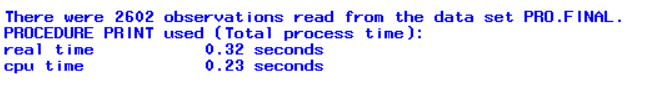 There were 2602 observations read from the data set PRO.FINAL.
PROCEDURE PRINT used (Total process time):
real time 0.32 seconds
cpu time 0.23 seconds